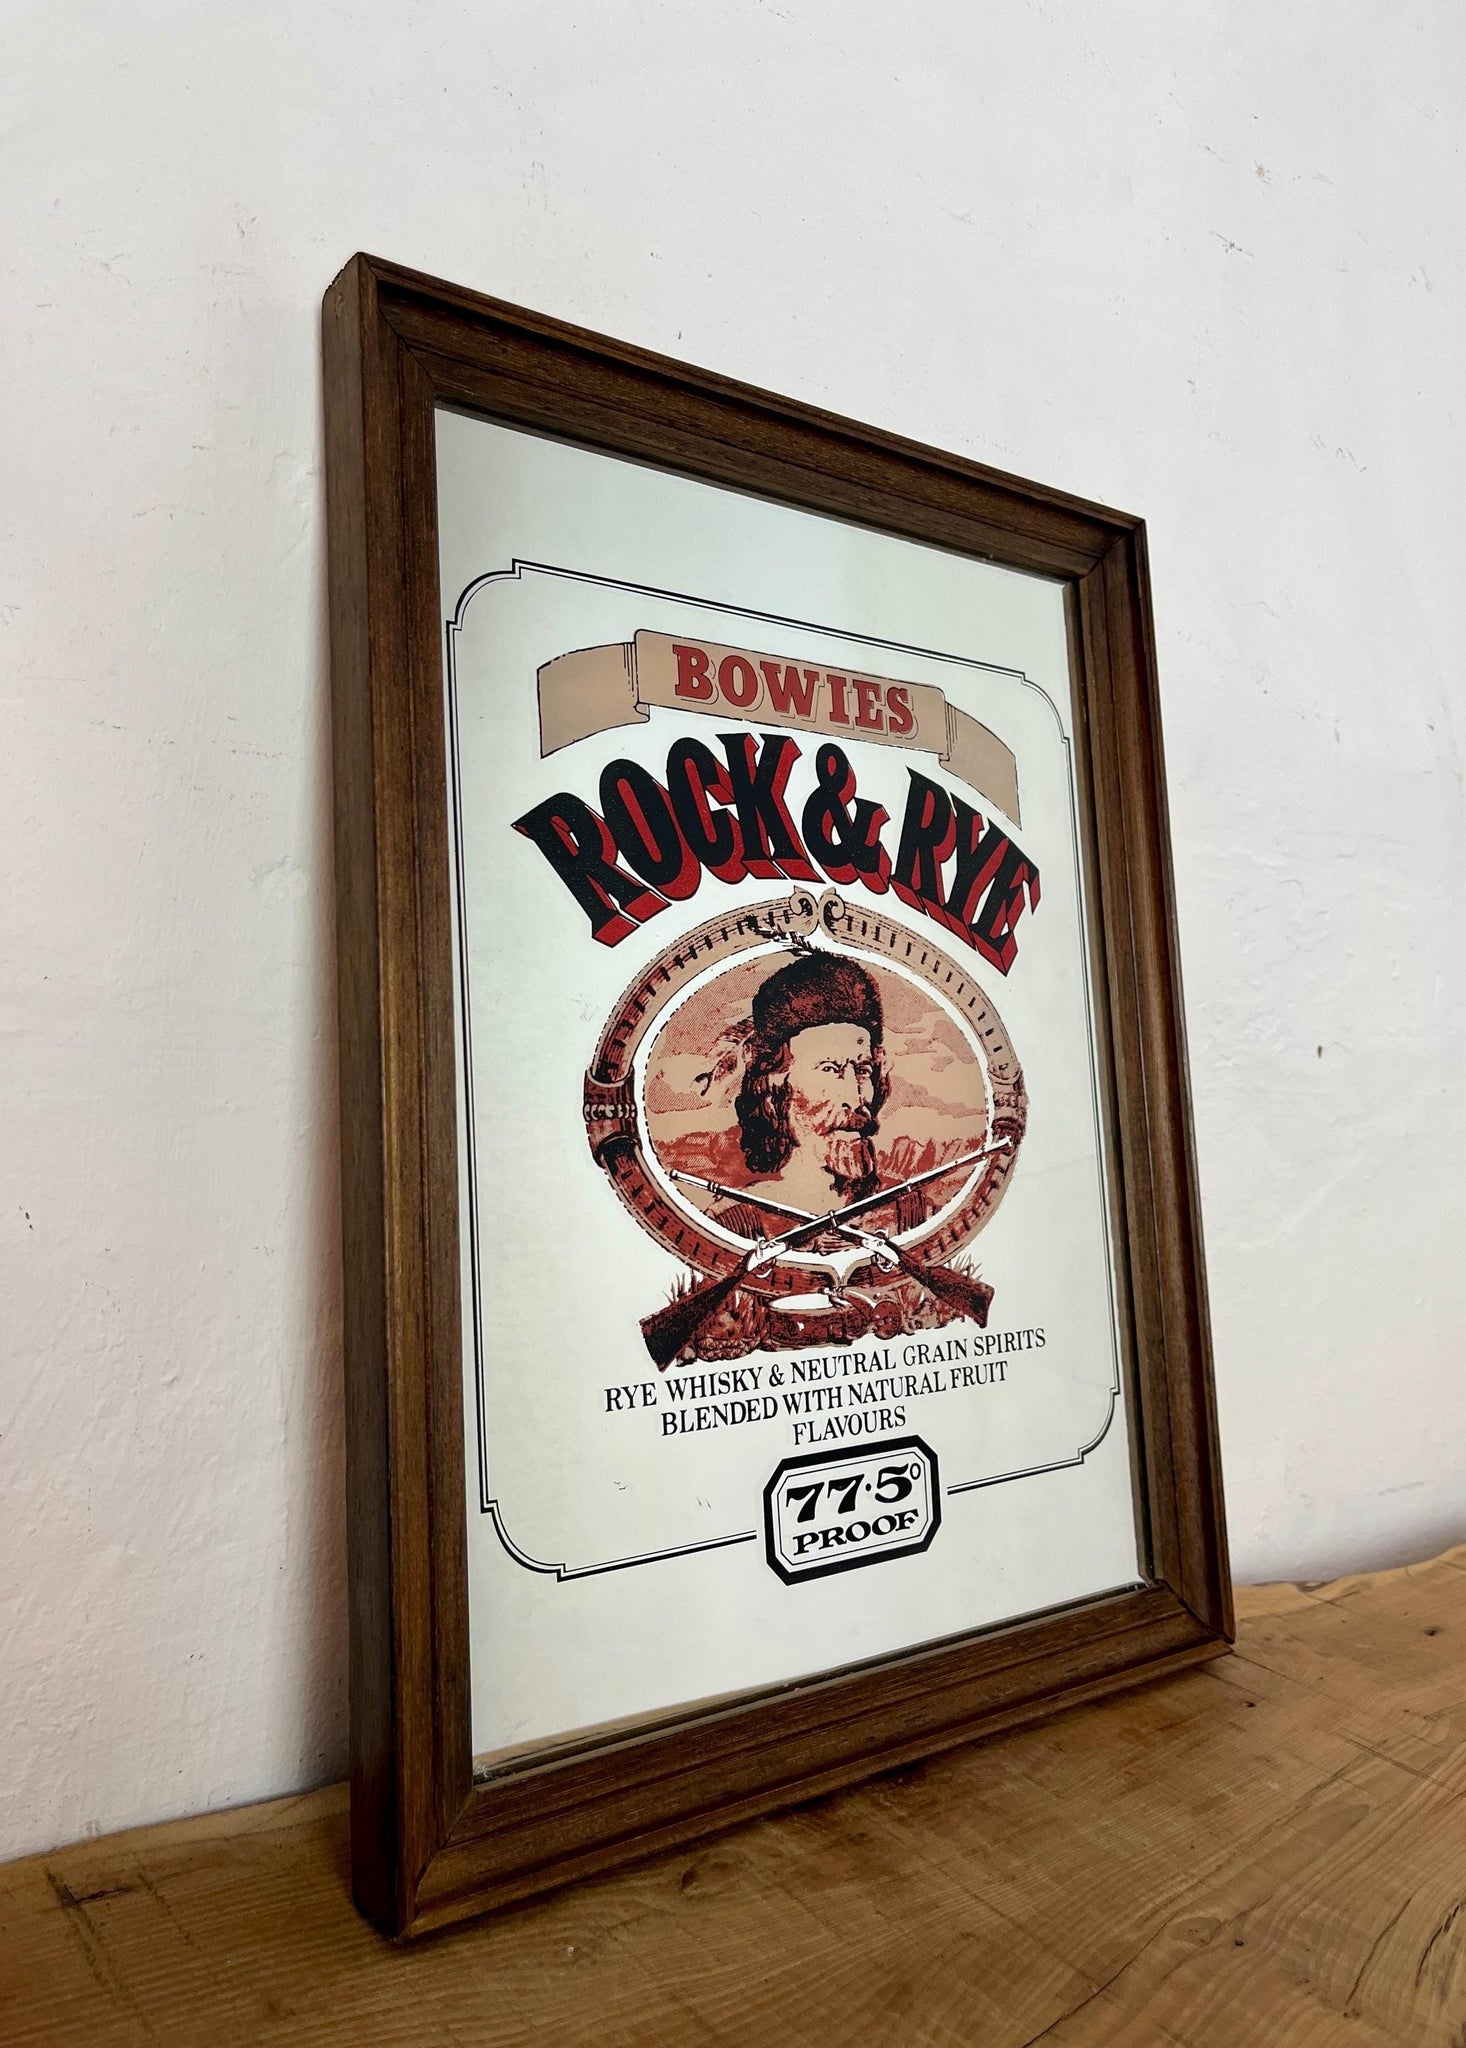 BOWIES
ROCK & RYE
RYE WHISKY & NEUTRAL GRAIN SPIRITS
BLENDED WITH NATURAL FRUIT
FLAVOURS
77·5°
PROOF